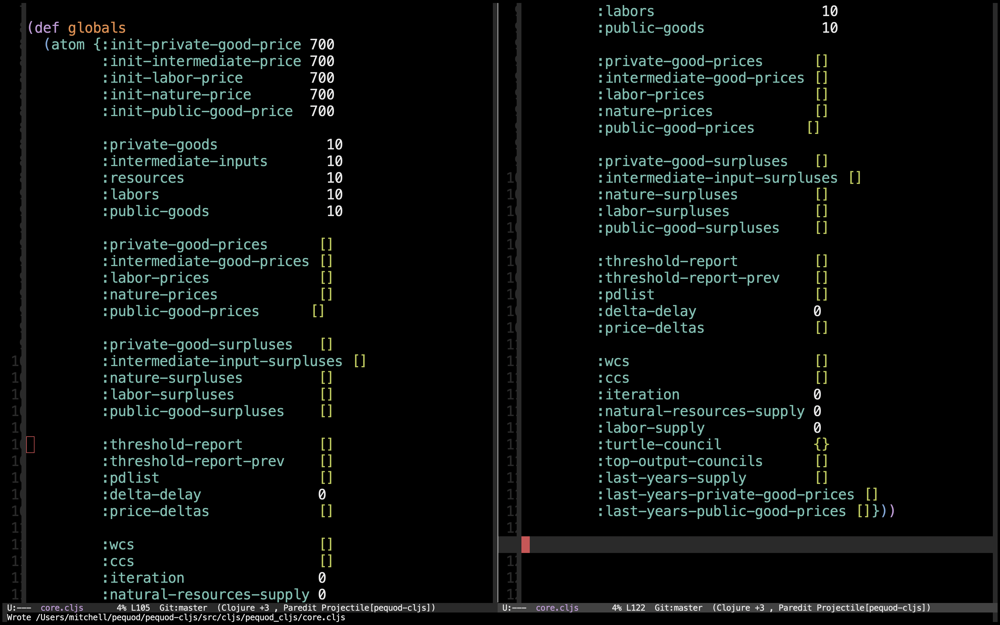 (def globals
  (atom {:init-private-good-price 700
         :init-intermediate-price 700
         :init-labor-price        700
         :init-nature-price       700
         :init-public-good-price  700

         :private-goods             10
         :intermediate-inputs       10
         :resources                 10
         :labors                    10
         :public-goods              10

         :private-good-prices      []
         :intermediate-good-prices []
         :labor-prices             []
         :nature-prices            []
         :public-good-prices      []

         :private-good-surpluses   []
         :intermediate-input-surpluses []
         :nature-surpluses         []
         :labor-surpluses          []
         :public-good-surpluses    []

         :threshold-report         []
         :threshold-report-prev    []
         :pdlist                   []
         :delta-delay              0
         :price-deltas             []

         :wcs                      []
         :ccs                      []
         :iteration                0
         :natural-resources-supply 0
U:--- core.cljs 4% L105 Git:master (Clojure +3 , Paredit Projectile[pequod-cljs])
         :labors                    10
         :public-goods              10

         :private-good-prices      []
         :intermediate-good-prices []
         :labor-prices             []
         :nature-prices            []
         :public-good-prices      []

         :private-good-surpluses   []
         :intermediate-input-surpluses []
         :nature-surpluses         []
         :labor-surpluses          []
         :public-good-surpluses    []

         :threshold-report         []
         :threshold-report-prev    []
         :pdlist                   []
         :delta-delay              0
         :price-deltas             []

         :wcs                      []
         :ccs                      []
         :iteration                0
         :natural-resources-supply 0
         :labor-supply             0
         :turtle-council           {}
         :top-output-councils      []
         :last-years-supply        []
         :last-years-private-good-prices []
         :last-years-public-good-prices []}))
U:--- core.cljs 4% L122 Git:master (Clojure +3 , Paredit Projectile[pequod-cljs])
Wrote /Users/mitchell/pequod/pequod-cljs/src/cljs/pequod_cljs/core.cljs